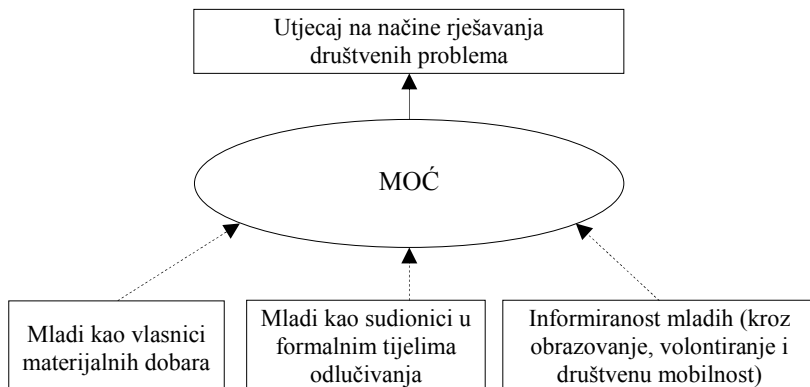 Utjecaj na načine rješavanja
društvenih problema
MOĆ
Mladi kao vlasnici
materijalnih dobara
Mladi kao sudionici u
formalnim tijelima
odlučivanja
Informiranost mladih (kroz
obrazovanje, volontiranje i
društvenu mobilnost)